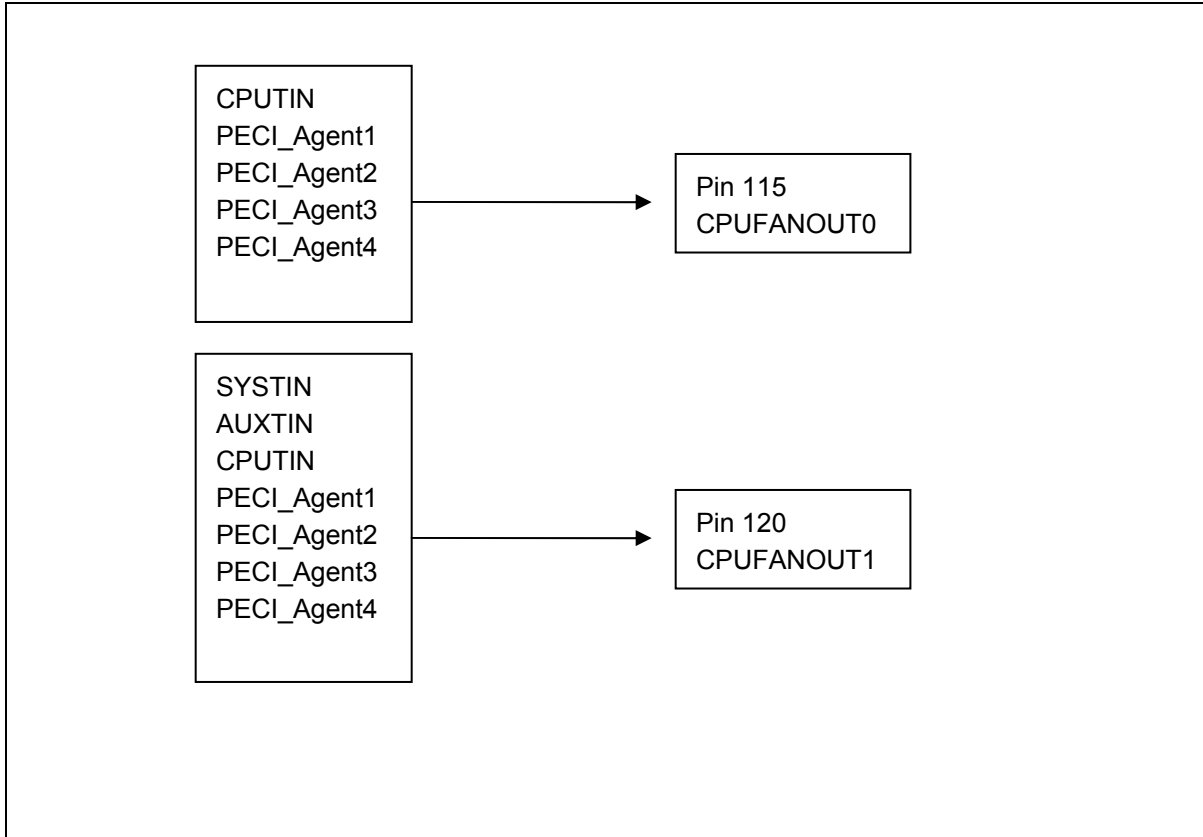 CPUTIN
PECI_Agent1
PECI_Agent2
PECI_Agent3
PECI_Agent4
Pin 115
CPUFANOUT0
SYSTIN
AUXTIN
CPUTIN
PECI_Agent1
PECI_Agent2
PECI_Agent3
PECI_Agent4
Pin 120
CPUFANOUT1